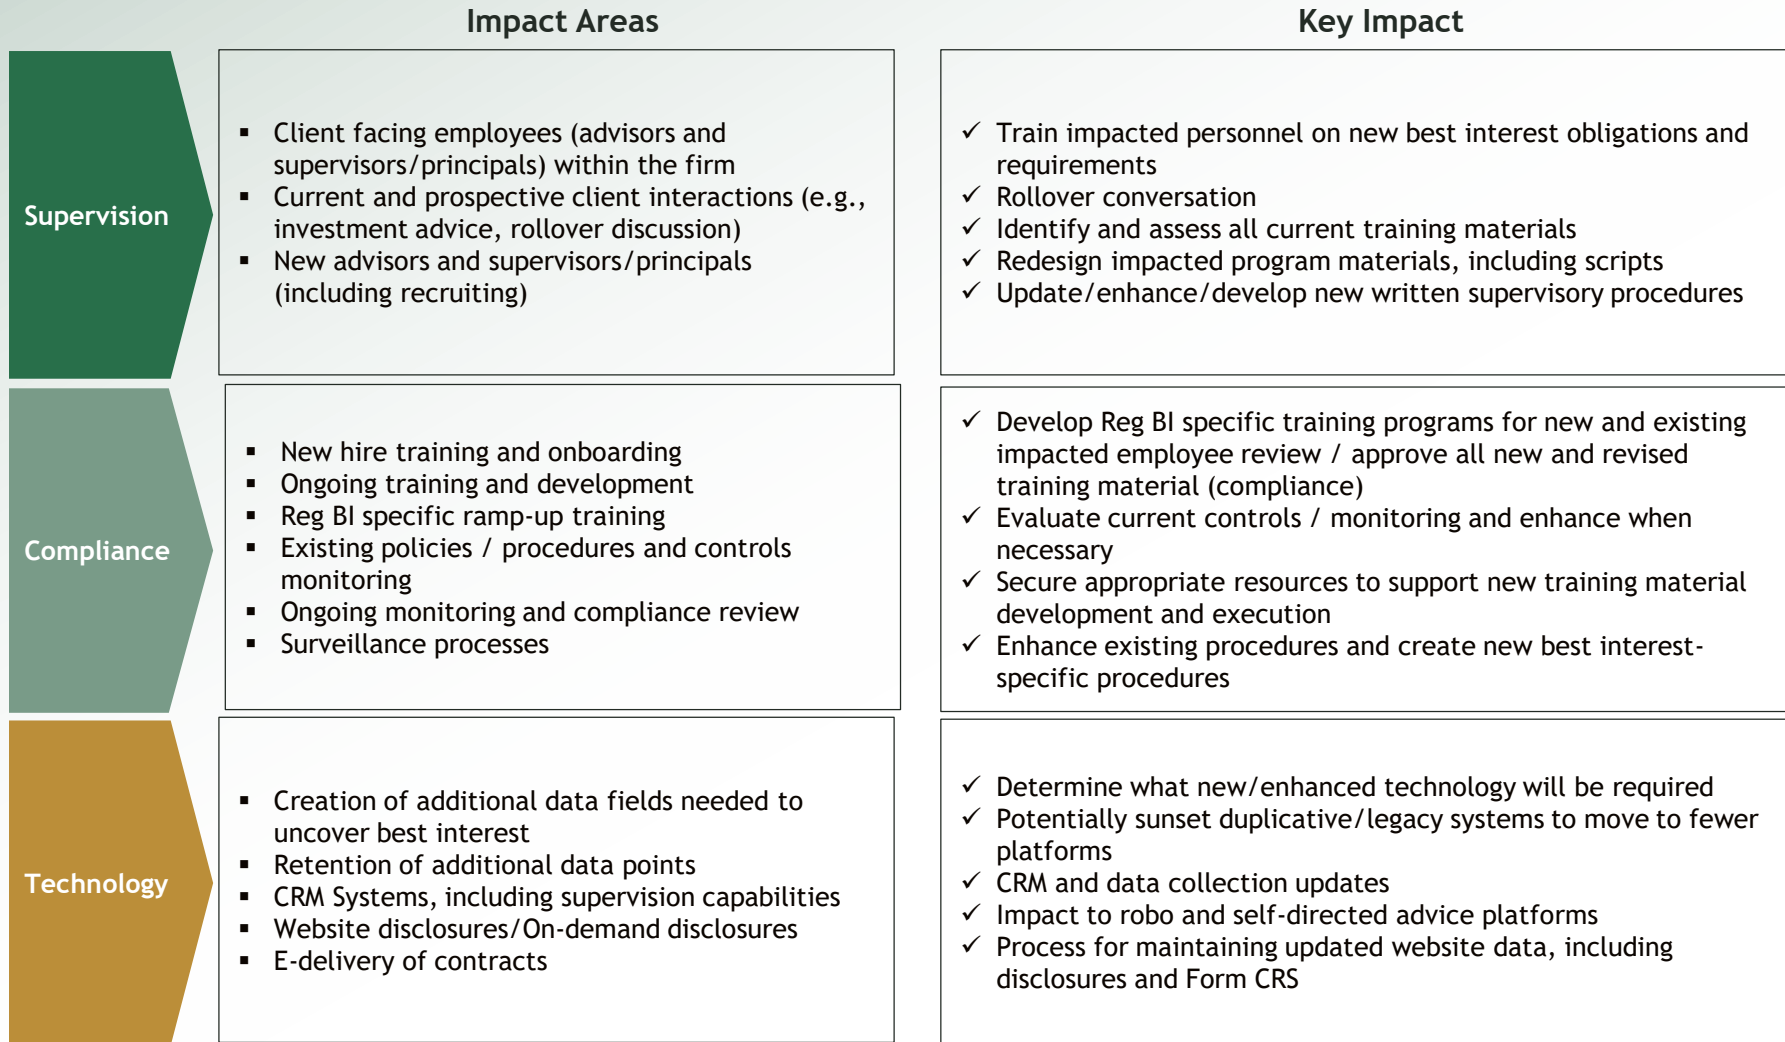 Impact Areas
Key Impact
Supervision
▪ Client facing employees (advisors and
supervisors/principals) within the firm
▪ Current and prospective client interactions (e.g.,
investment advice, rollover discussion)
▪ New advisors and supervisors/principals
(including recruiting)
✓ Train impacted personnel on new best interest obligations and
requirements
✓ Rollover conversation
✓ Identify and assess all current training materials
✓ Redesign impacted program materials, including scripts
✓ Update/enhance/develop new written supervisory procedures
Compliance
▪ New hire training and onboarding
▪ Ongoing training and development
▪ Reg BI specific ramp-up training
▪ Existing policies / procedures and controls
monitoring
▪ Ongoing monitoring and compliance review
▪ Surveillance processes
✓ Develop Reg BI specific training programs for new and existing
impacted employee review / approve all new and revised
training material (compliance)
✓ Evaluate current controls / monitoring and enhance when
necessary
✓ Secure appropriate resources to support new training material
development and execution
✓ Enhance existing procedures and create new best interest-
specific procedures
Technology
▪ Creation of additional data fields needed to
uncover best interest
▪ Retention of additional data points
▪ CRM Systems, including supervision capabilities
▪ Website disclosures/On-demand disclosures
▪ E-delivery of contracts
✓ Determine what new/enhanced technology will be required
✓ Potentially sunset duplicative/legacy systems to move to fewer
platforms
✓ CRM and data collection updates
✓ Impact to robo and self-directed advice platforms
✓ Process for maintaining updated website data, including
disclosures and Form CRS